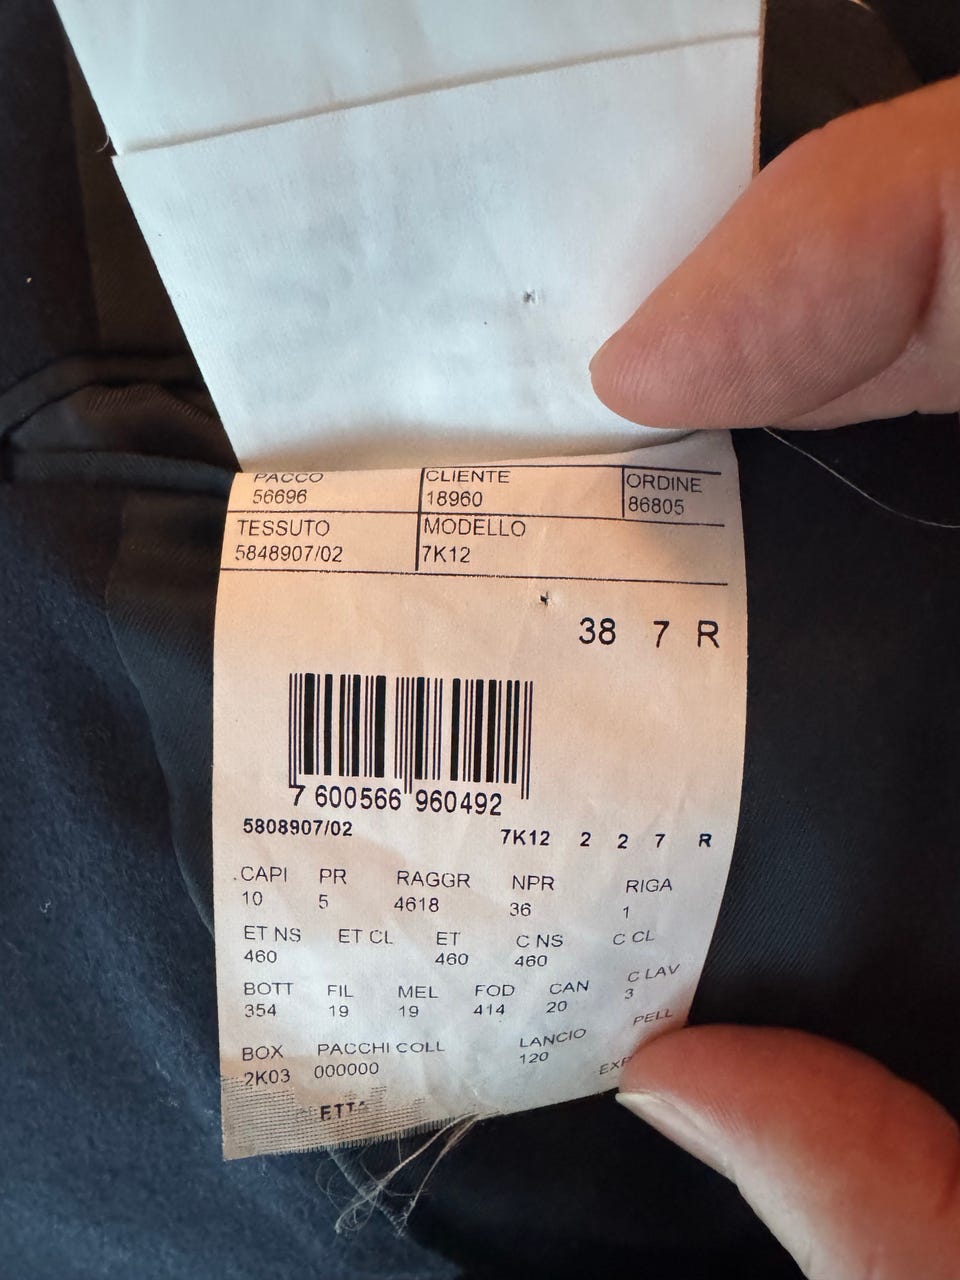 PACCO CLIENTE ORDINE
56696 18960 86805
TESSUTO MODELLO
5848907/02 7K12
38 7 R
7 600566 960492
5808907/02 7K12 2 2 7 R
CAPI PR RAGGR NPR RIGA
10 5 4618 36 1
ET NS ET CL ET C NS C CL
460 460 460
BOTT FIL MEL FOD CAN C LAV
354 19 19 414 20 3
BOX PACCHI COLL LANCIO PELL
2K03 000000 120